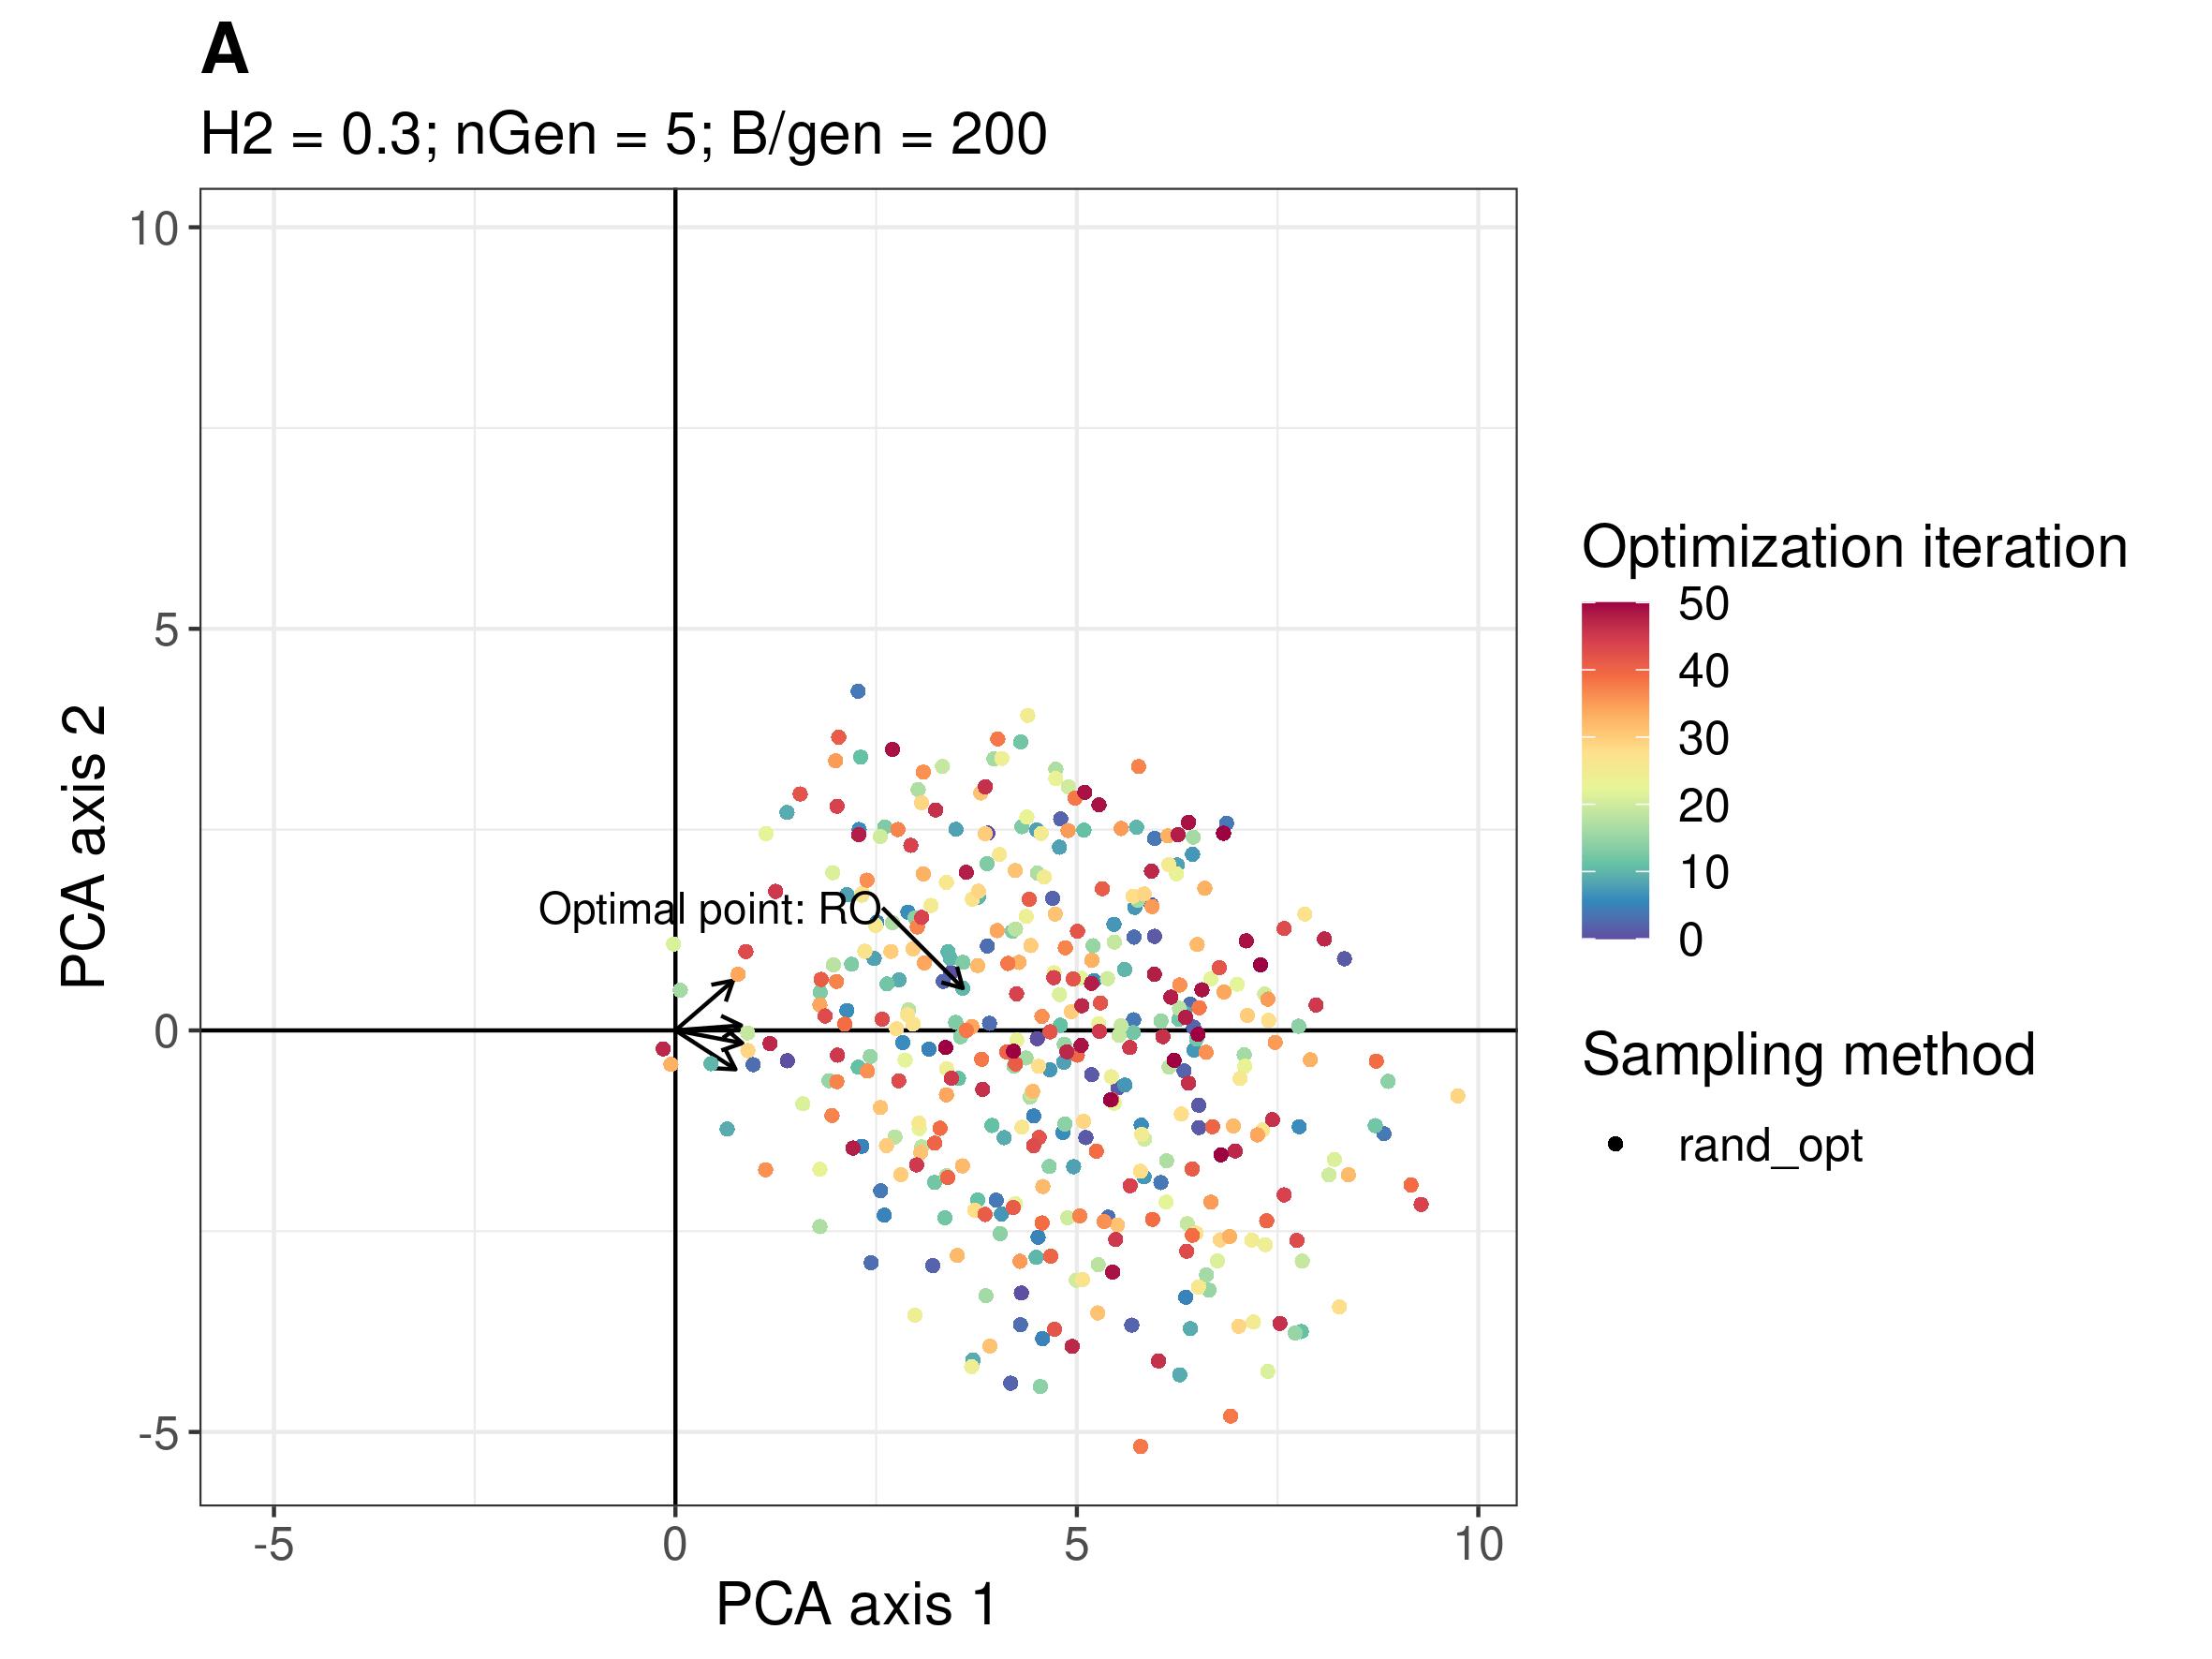 A
H2 = 0.3; nGen = 5; B/gen = 200
10
5
0
-5
PCA axis 2
Optimal point: RO
-5
0
5
10
PCA axis 1
Optimization iteration
50
40
30
20
10
0
Sampling method
rand_opt